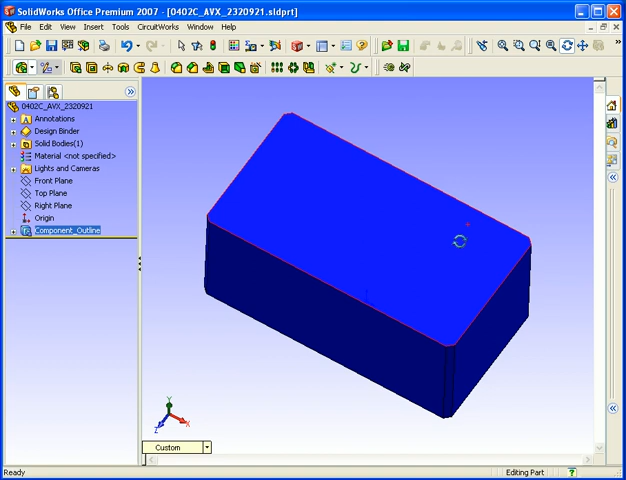 SolidWorks Office Premium 2007 - [0402C_AVX_2320921.sldprt]
File Edit View Insert Tools CircuitWorks Window Help
0402C_AVX_2320921
Annotations
Design Binder
Solid Bodies(1)
Material <not specified>
Lights and Cameras
Front Plane
Top Plane
Right Plane
Origin
Component_Outline
Y
X
Z
Custom
Ready
Editing Part